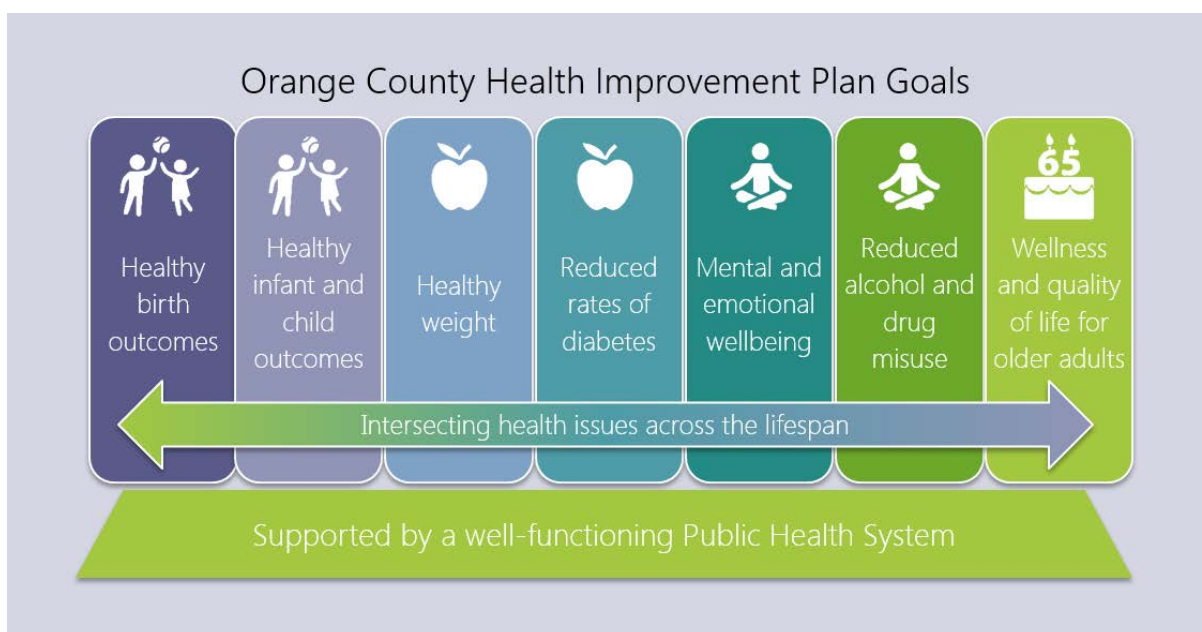 Orange County Health Improvement Plan Goals
Healthy
birth
outcomes
Healthy
infant and
child
outcomes
Healthy
weight
Reduced
rates of
diabetes
Mental and
emotional
wellbeing
Reduced
alcohol and
drug
misuse
65
Wellness
and quality
of life for
older adults
Intersecting health issues across the lifespan
Supported by a well-functioning Public Health System